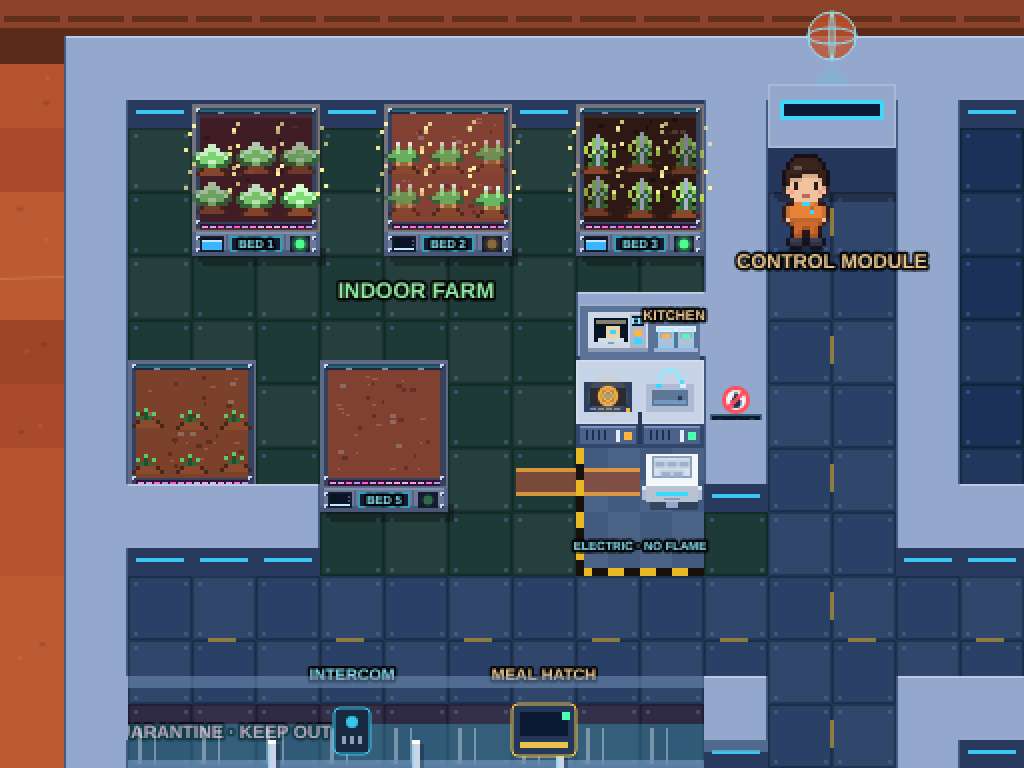 BED 1
BED 2
BED 3
CONTROL MODULE
INDOOR FARM
KITCHEN
BED 5
ELECTRIC · NO FLAME
INTERCOM
MEAL HATCH
UARANTINE · KEEP OUT